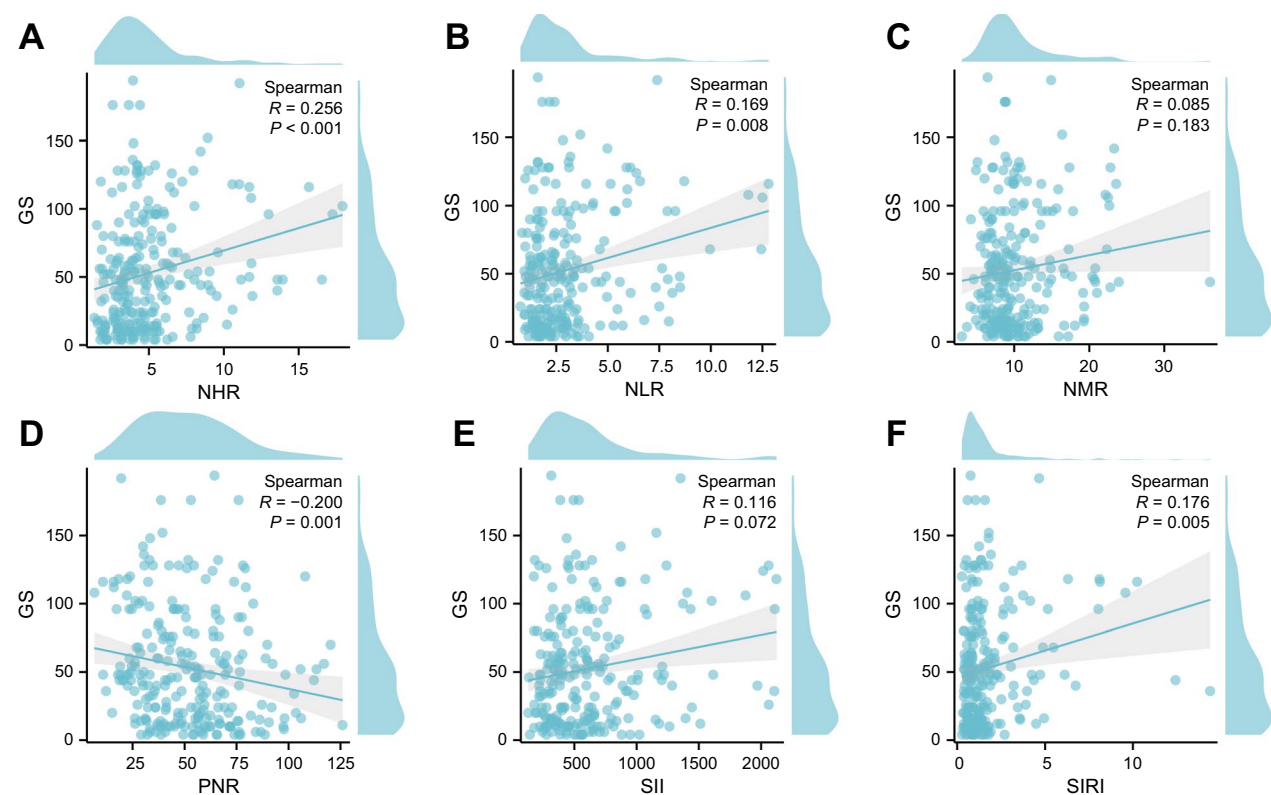 A
Spearman
R = 0.256
P < 0.001
150
100
50
0
GS
5
10
15
NHR
B
Spearman
R = 0.169
P = 0.008
150
100
50
0
GS
2.5
5.0
7.5
10.0
12.5
NLR
C
Spearman
R = 0.085
P = 0.183
150
100
50
0
GS
10
20
30
NMR
D
Spearman
R = −0.200
P = 0.001
150
100
50
0
GS
25
50
75
100
125
PNR
E
Spearman
R = 0.116
P = 0.072
150
100
50
0
GS
500
1000
1500
2000
SII
F
Spearman
R = 0.176
P = 0.005
150
100
50
0
GS
0
5
10
SIRI